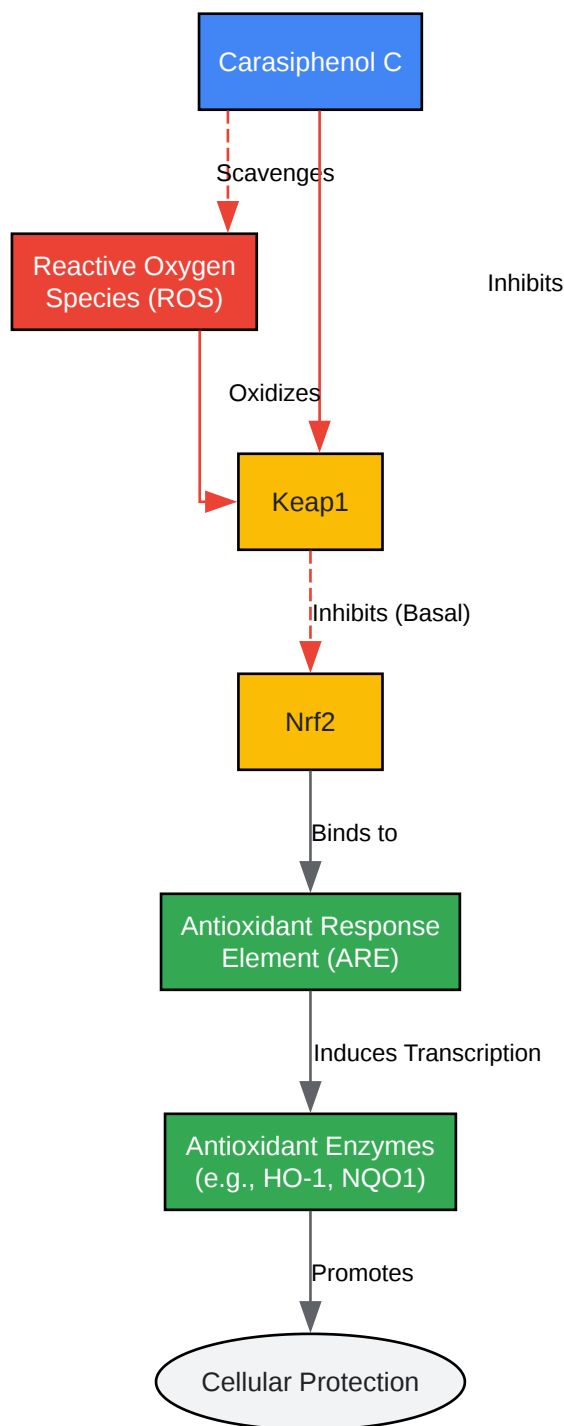 Carasiphenol C
Scavenges
Reactive Oxygen
Species (ROS)
Inhibits
Oxidizes
Keap1
Inhibits (Basal)
Nrf2
Binds to
Antioxidant Response
Element (ARE)
Induces Transcription
Antioxidant Enzymes
(e.g., HO-1, NQO1)
Promotes
Cellular Protection